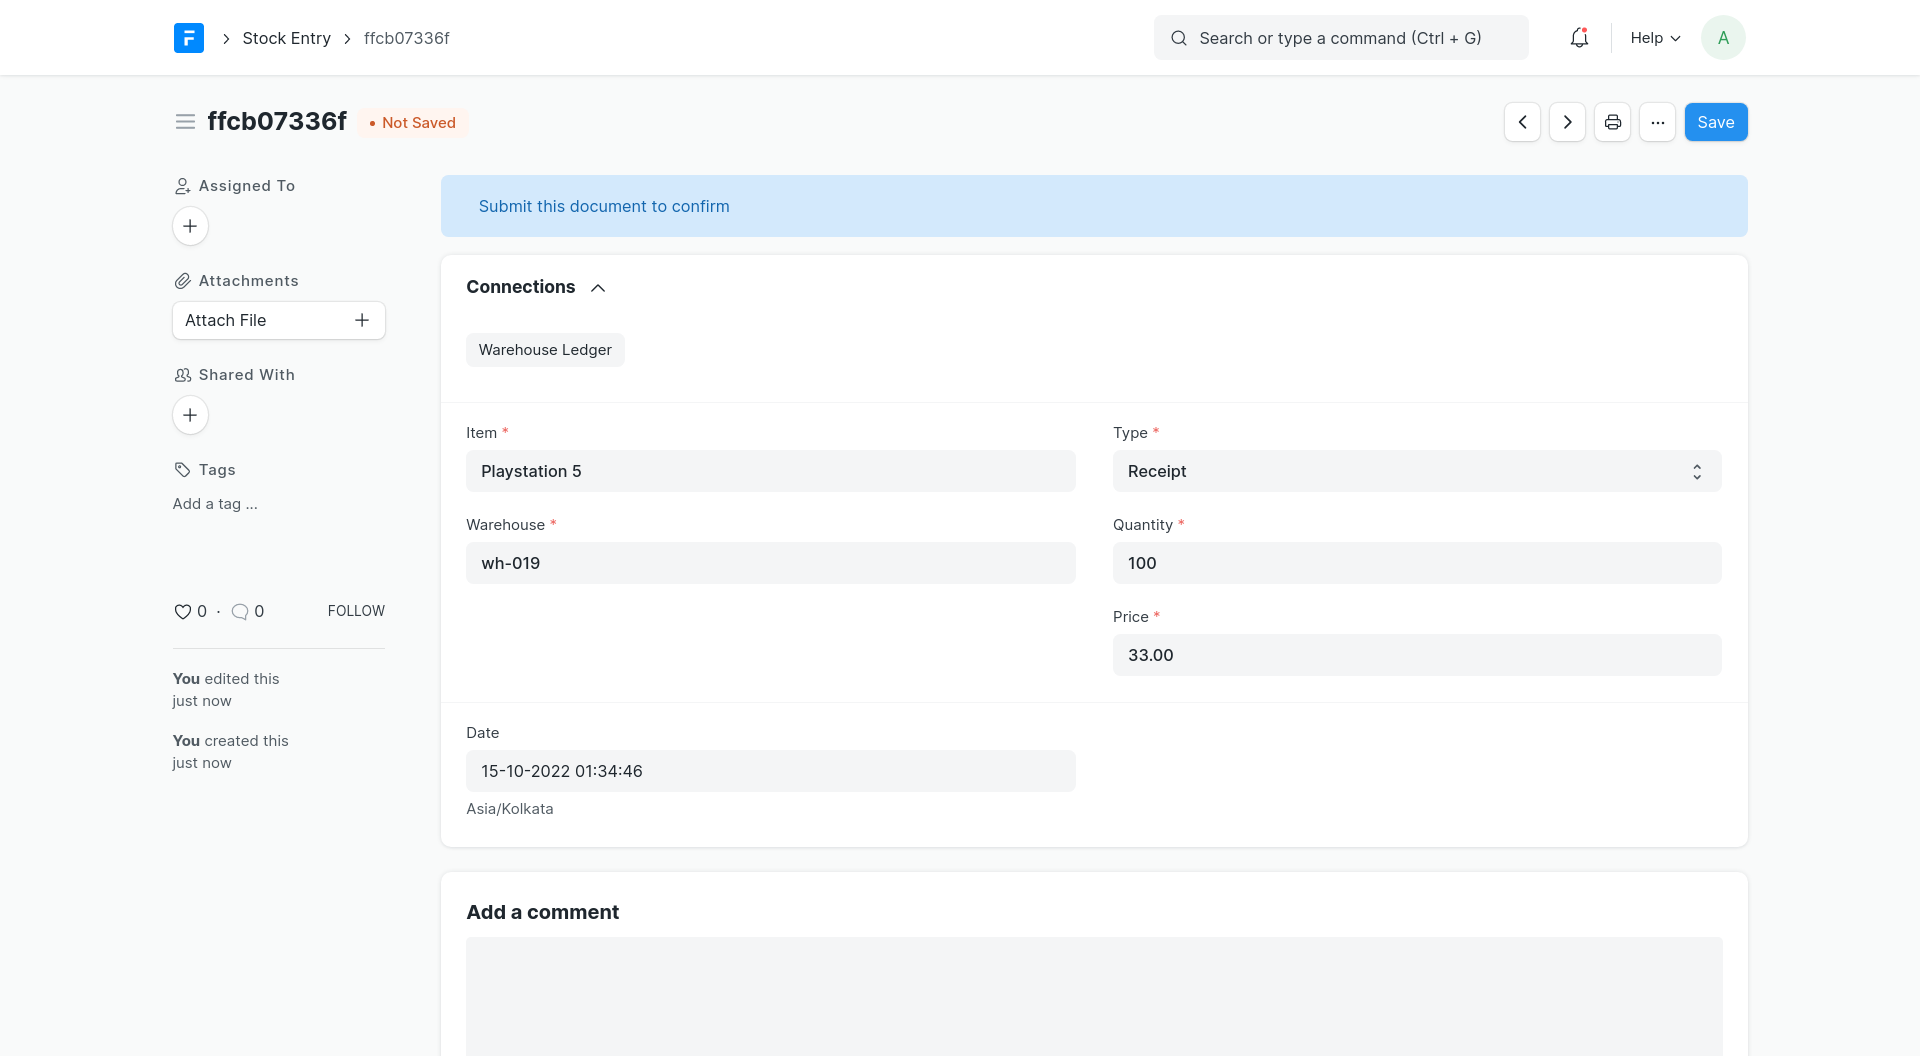 F Stock Entry ffcb07336f Search or type a command (Ctrl + G) Help A
ffcb07336f Not Saved ... Save
Assigned To
Submit this document to confirm
Attachments
Attach File
Shared With
Tags
Add a tag ...
0 · 0 FOLLOW
You edited this
just now
You created this
just now
Connections
Warehouse Ledger
Item *
Playstation 5
Warehouse *
wh-019
Type *
Receipt
Quantity *
100
Price *
33.00
Date
15-10-2022 01:34:46
Asia/Kolkata
Add a comment